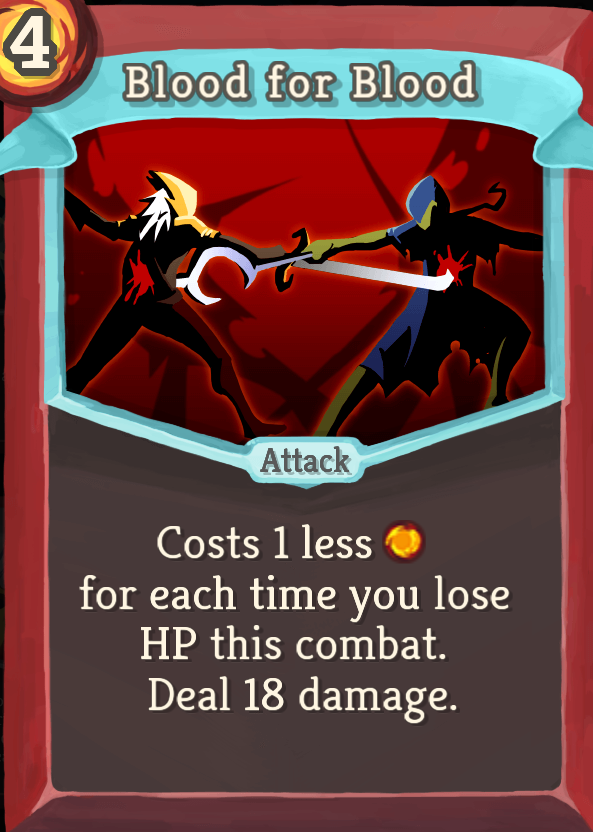 4
Blood for Blood
Attack
Costs 1 less
for each time you lose
HP this combat.
Deal 18 damage.